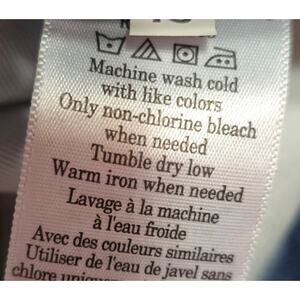 Machine wash cold
with like colors
Only non-chlorine bleach
when needed
Tumble dry low
Warm iron when needed
Lavage à la machine
à l'eau froide
Avec des couleurs similaires
Utiliser de l'eau de javel sans